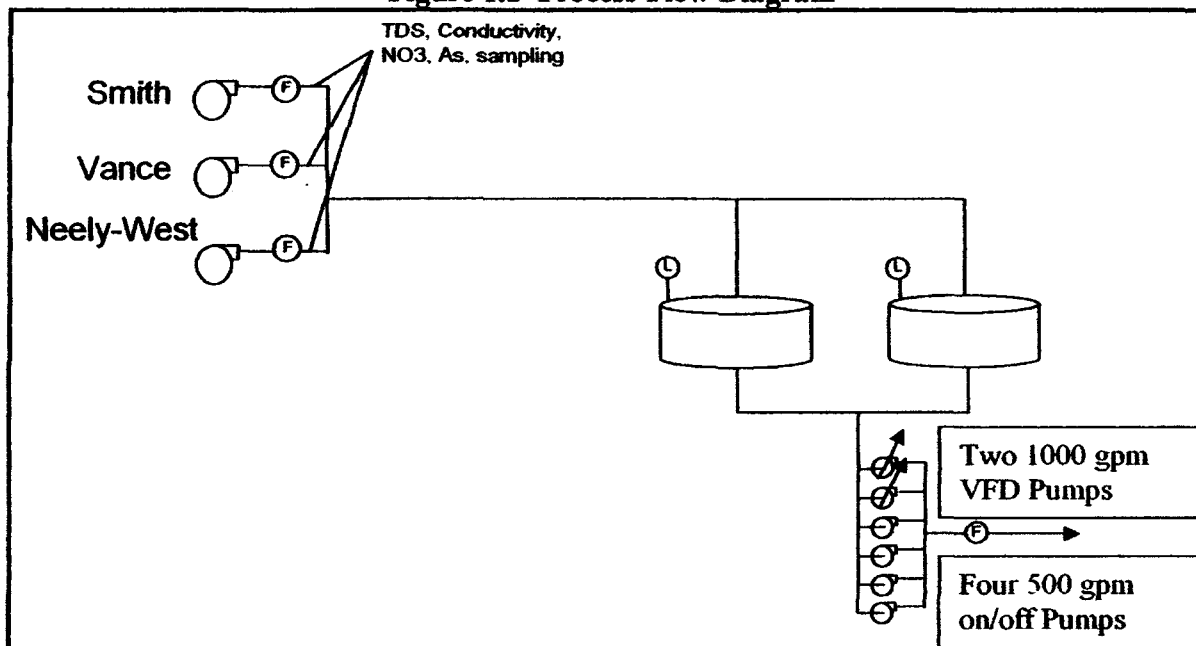 TDS, Conductivity,
NO3, As, sampling
Smith
F
Vance
F
Neely-West
F
L
L
Two 1000 gpm
VFD Pumps
F
Four 500 gpm
on/off Pumps